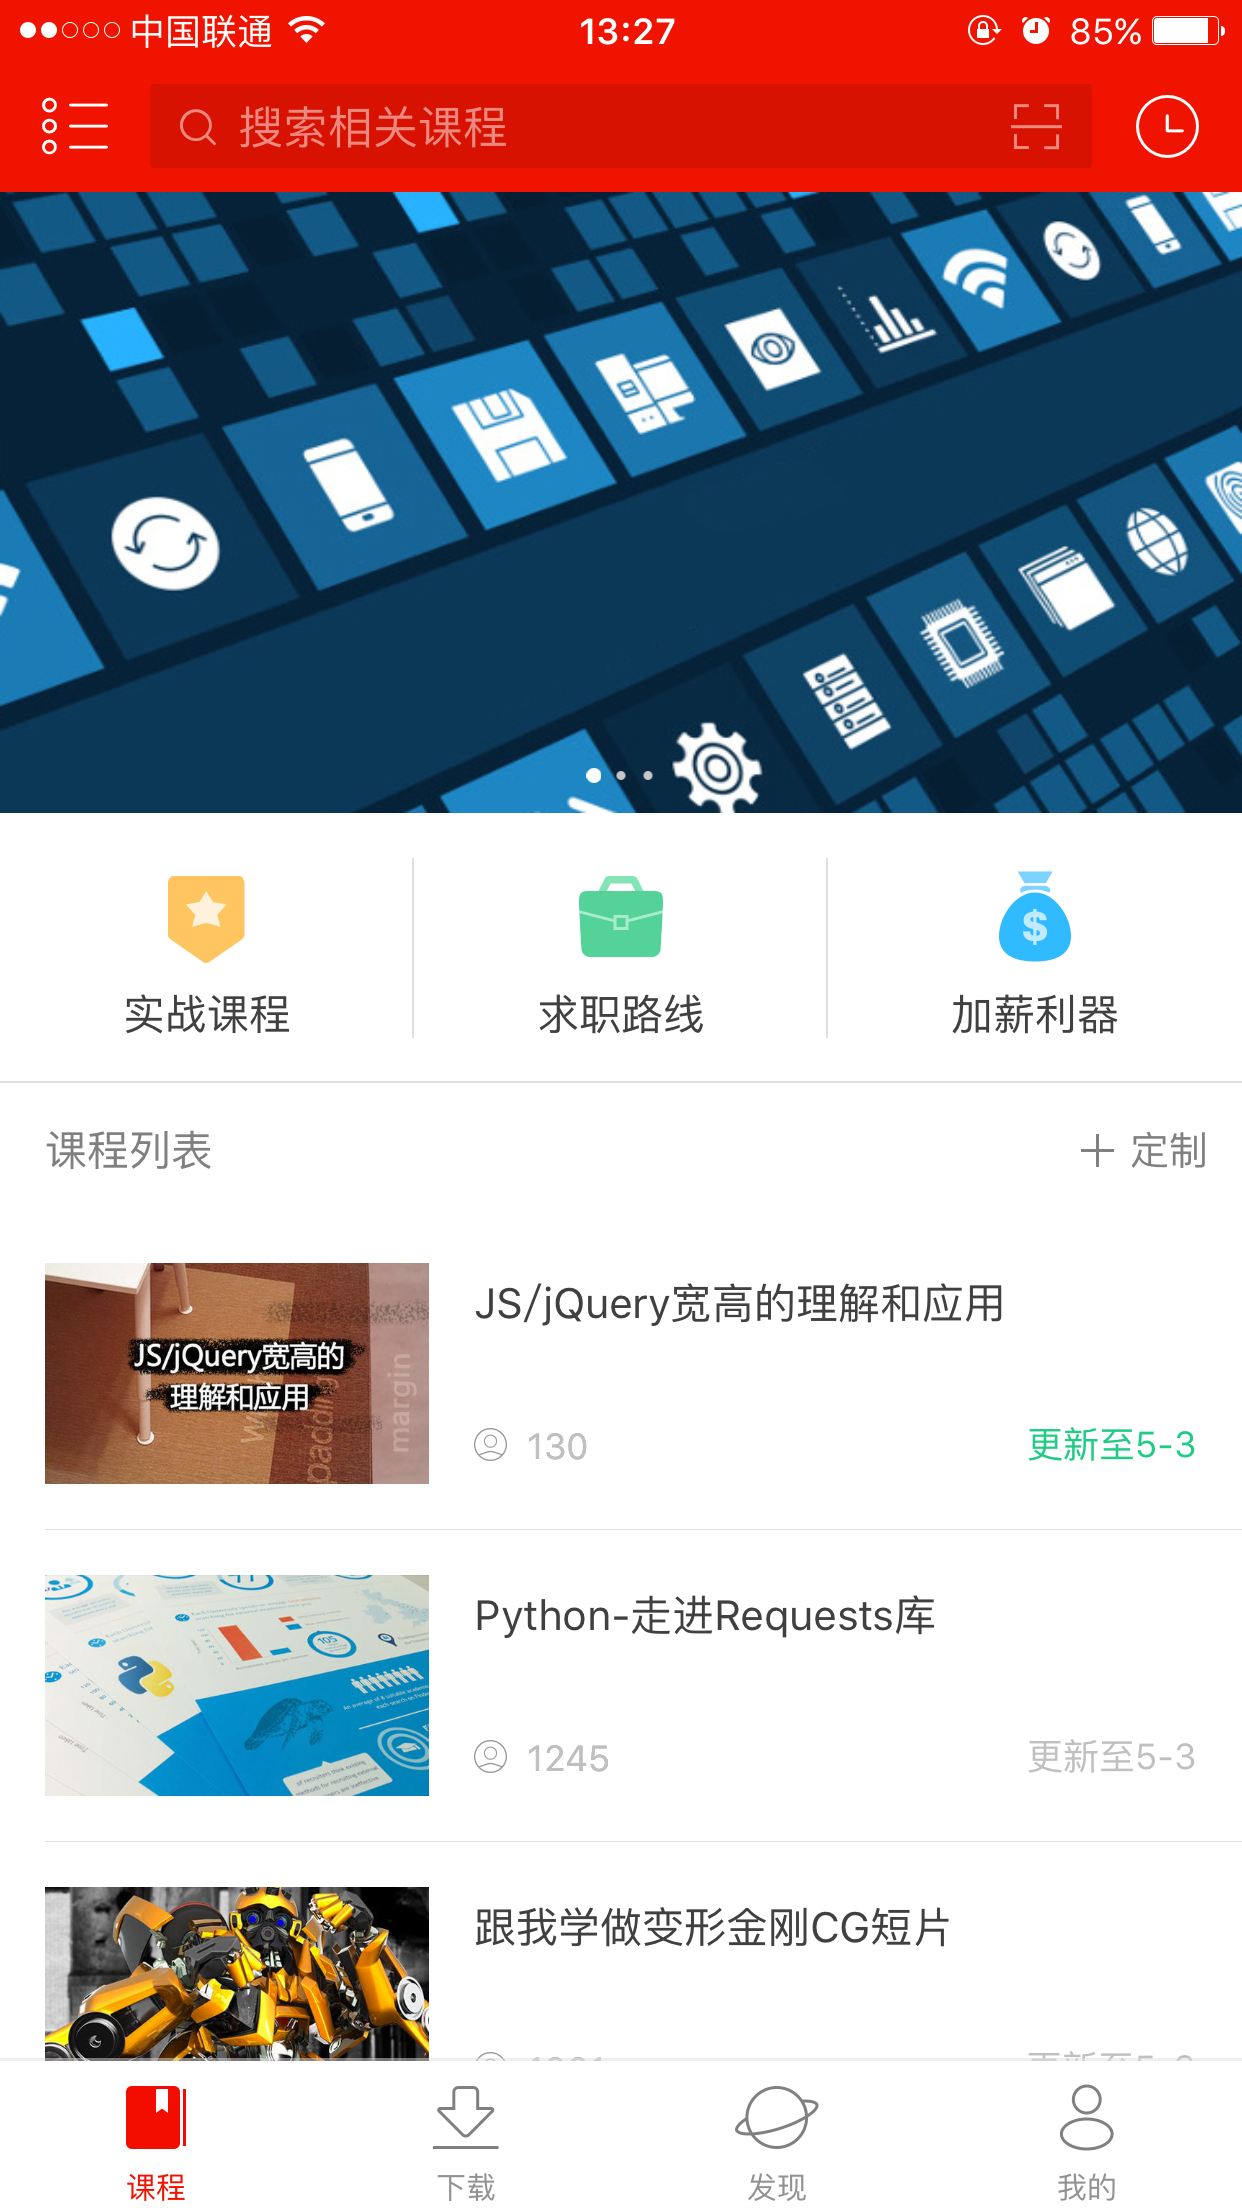 中国联通 13:27 85%
搜索相关课程
实战课程 求职路线 加薪利器
课程列表 定制
JS/jQuery宽高的理解和应用
JS/jQuery宽高的
理解和应用
padding
margin
130 更新至5-3
Python-走进Requests库
105
1245 更新至5-3
跟我学做变形金刚CG短片
课程 下载 发现 我的